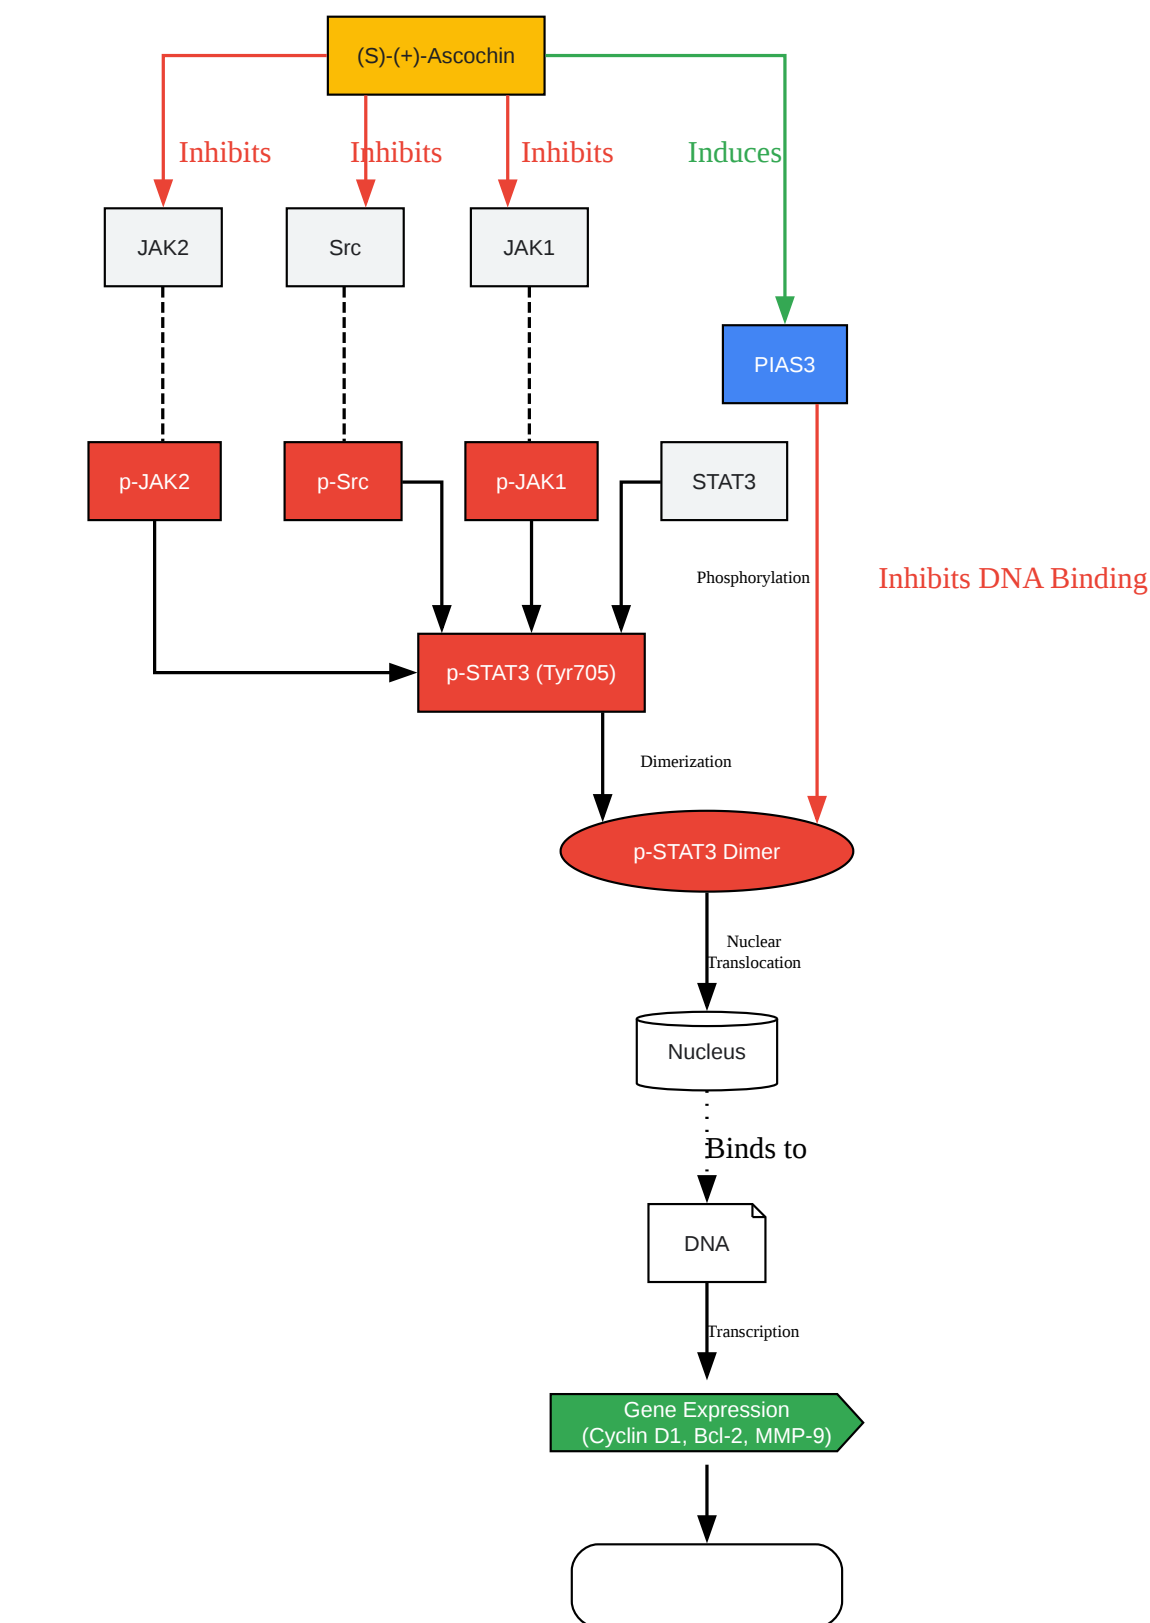 (S)-(+)-Ascochin
Inhibits
Inhibits
Inhibits
Induces
JAK2
Src
JAK1
PIAS3
p-JAK2
p-Src
p-JAK1
STAT3
Phosphorylation
Inhibits DNA Binding
p-STAT3 (Tyr705)
Dimerization
p-STAT3 Dimer
Nuclear
Translocation
Nucleus
Binds to
DNA
Transcription
Gene Expression
(Cyclin D1, Bcl-2, MMP-9)